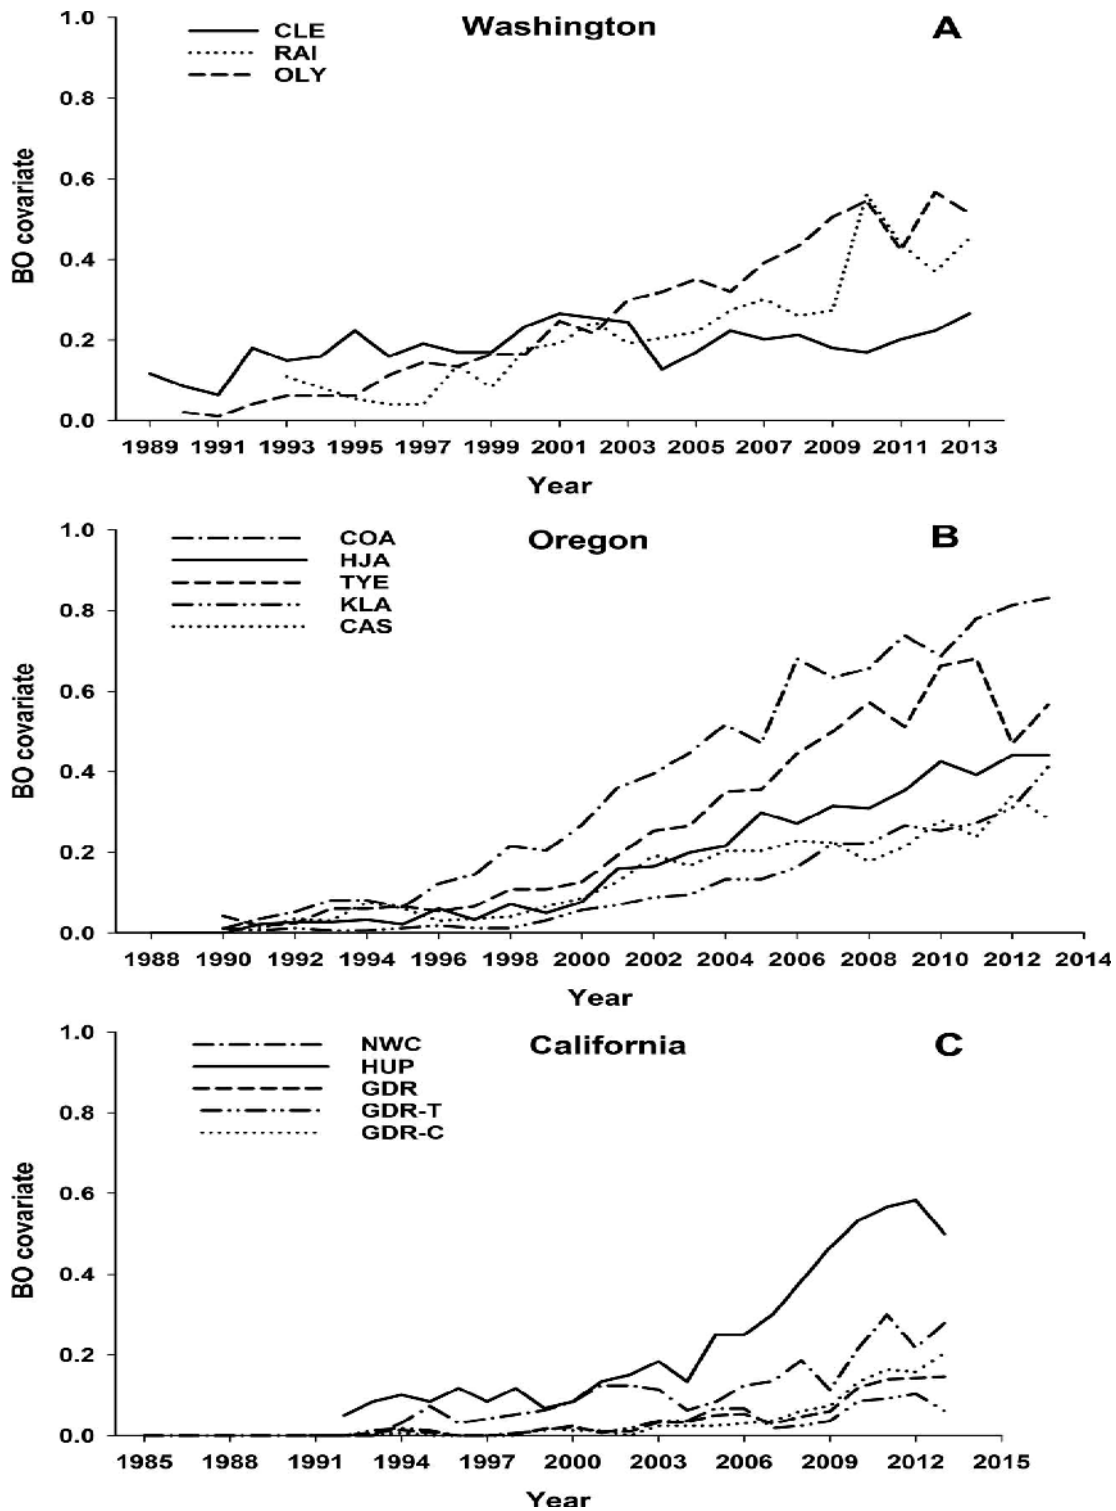 Washington
A
CLE
RAI
OLY
1.0
0.8
0.6
0.4
0.2
0.0
BO covariate
1989 1991 1993 1995 1997 1999 2001 2003 2005 2007 2009 2011 2013
Year
Oregon
B
COA
HJA
TYE
KLA
CAS
1.0
0.8
0.6
0.4
0.2
0.0
BO covariate
1988 1990 1992 1994 1996 1998 2000 2002 2004 2006 2008 2010 2012 2014
Year
California
C
NWC
HUP
GDR
GDR-T
GDR-C
1.0
0.8
0.6
0.4
0.2
0.0
BO covariate
1985 1988 1991 1994 1997 2000 2003 2006 2009 2012 2015
Year